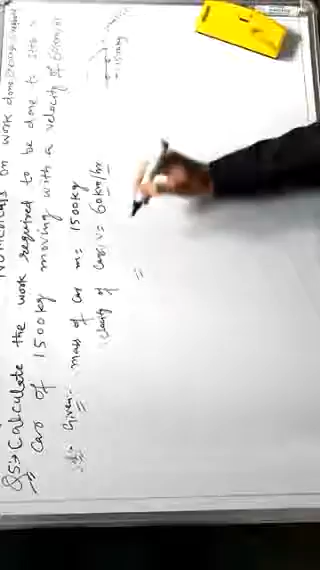 Numericals on work done
Q5→ Calculate the work required to be done to stop a
car of 1500kg moving with a velocity of 60km/hr
Given:- mass of car m= 1500kg
velocity of car, v= 60km/hr
=
1500kg